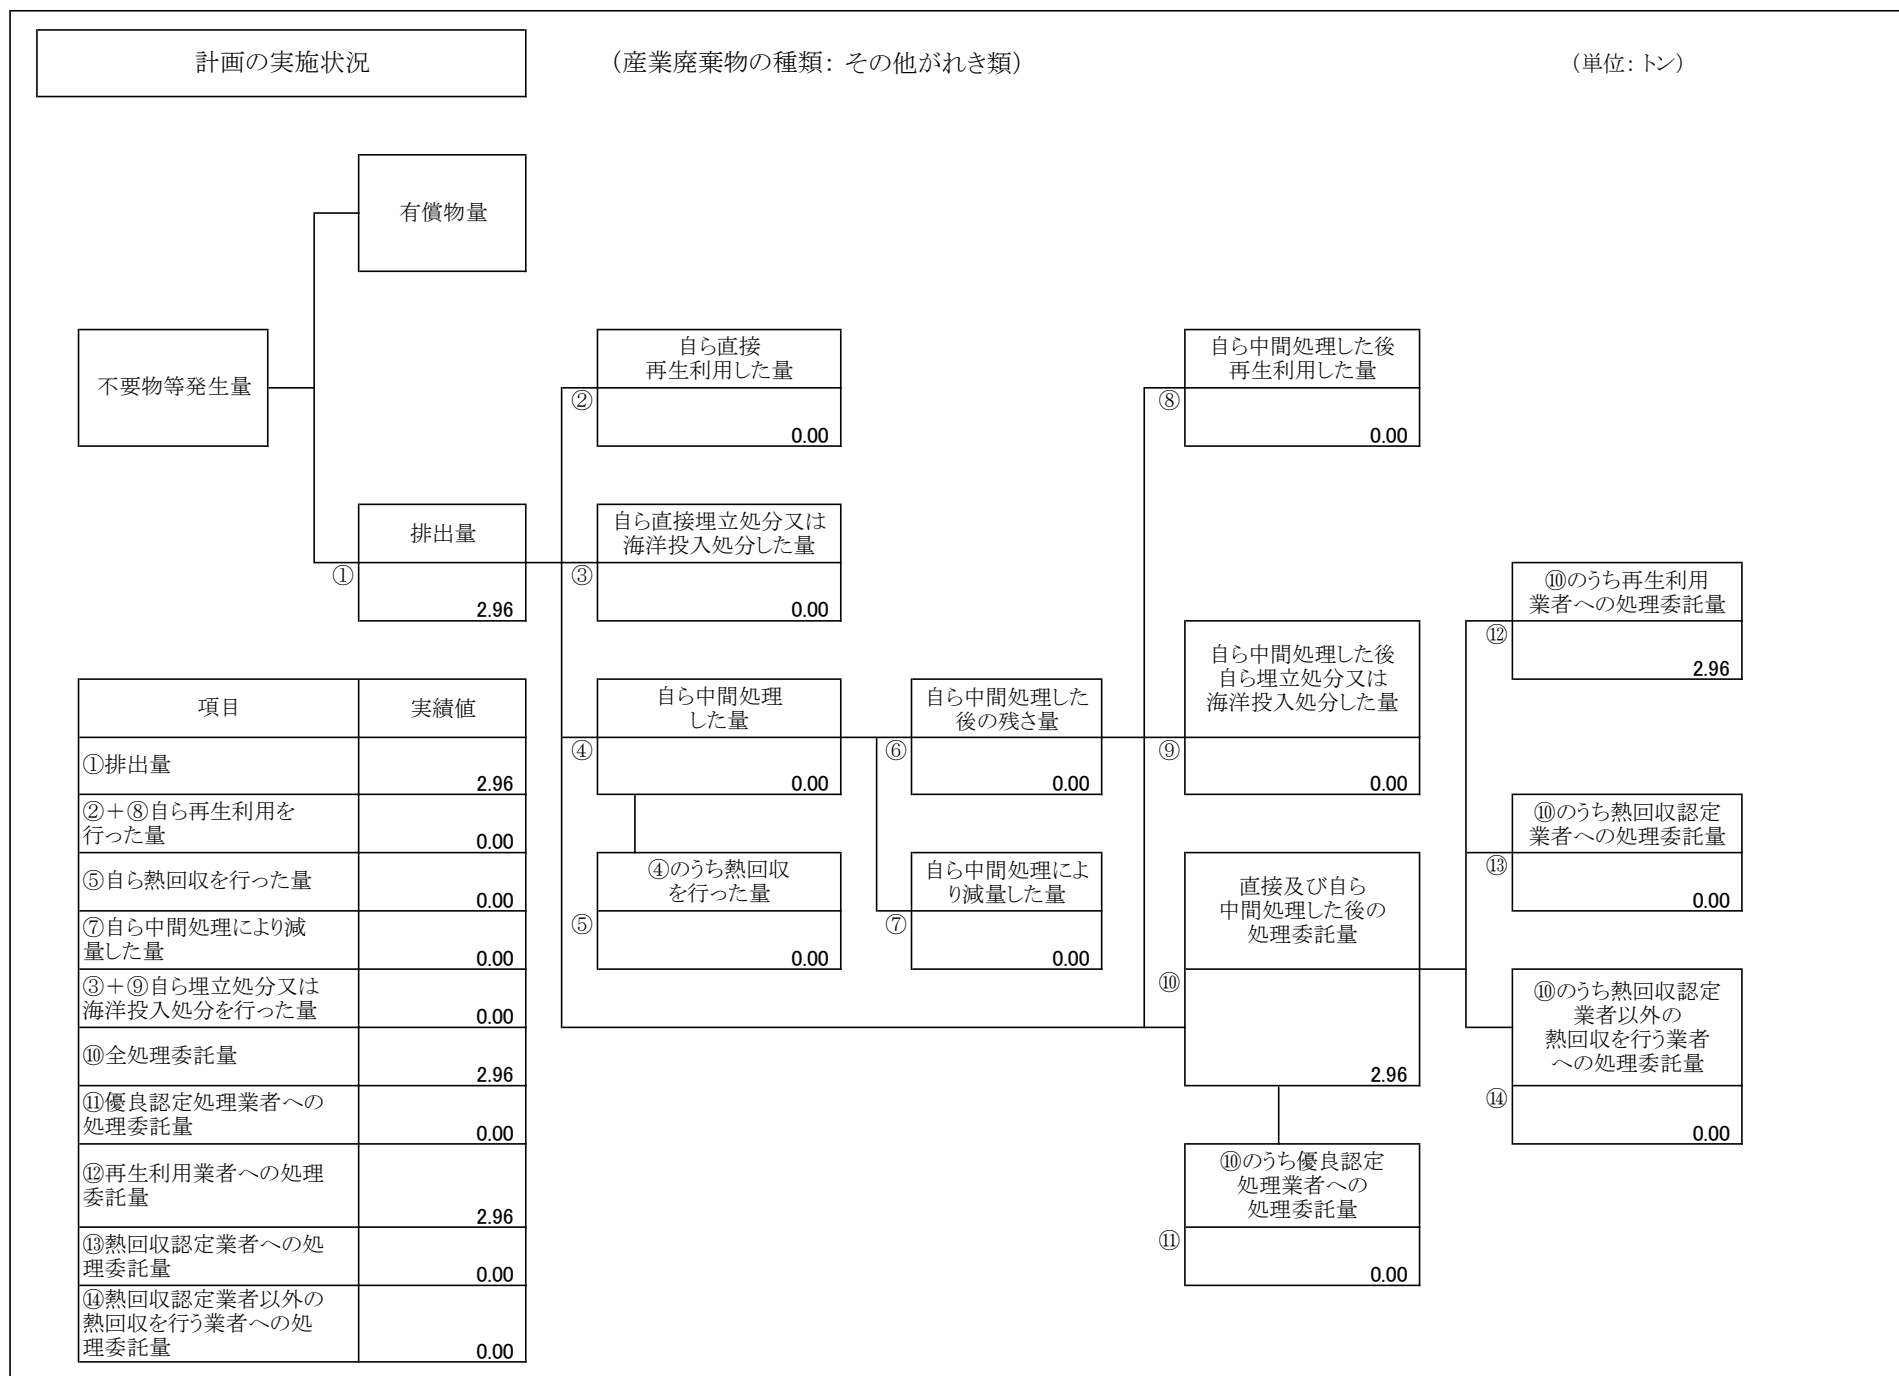 計画の実施状況
（産業廃棄物の種類：その他がれき類）
（単位：トン）
有償物量
不要物等発生量
自ら直接
再生利用した量
②
0.00
自ら中間処理した後
再生利用した量
⑧
0.00
排出量
①
2.96
自ら直接埋立処分又は
海洋投入処分した量
③
0.00
⑩のうち再生利用
業者への処理委託量
⑫
2.96
自ら中間処理
した量
④
0.00
自ら中間処理した
後の残さ量
⑥
0.00
自ら中間処理した後
自ら埋立処分又は
海洋投入処分した量
⑨
0.00
⑩のうち熱回収認定
業者への処理委託量
⑬
0.00
④のうち熱回収
を行った量
⑤
0.00
自ら中間処理によ
り減量した量
⑦
0.00
直接及び自ら
中間処理した後の
処理委託量
⑩
2.96
⑩のうち熱回収認定
業者以外の
熱回収を行う業者
への処理委託量
⑭
0.00
⑩のうち優良認定
処理業者への
処理委託量
⑪
0.00
項目 実績値
①排出量
2.96
②＋⑧自ら再生利用を
行った量
0.00
⑤自ら熱回収を行った量
0.00
⑦自ら中間処理により減
量した量
0.00
③＋⑨自ら埋立処分又は
海洋投入処分を行った量
0.00
⑩全処理委託量
2.96
⑪優良認定処理業者への
処理委託量
0.00
⑫再生利用業者への処理
委託量
2.96
⑬熱回収認定業者への処
理委託量
0.00
⑭熱回収認定業者以外の
熱回収を行う業者への処
理委託量
0.00